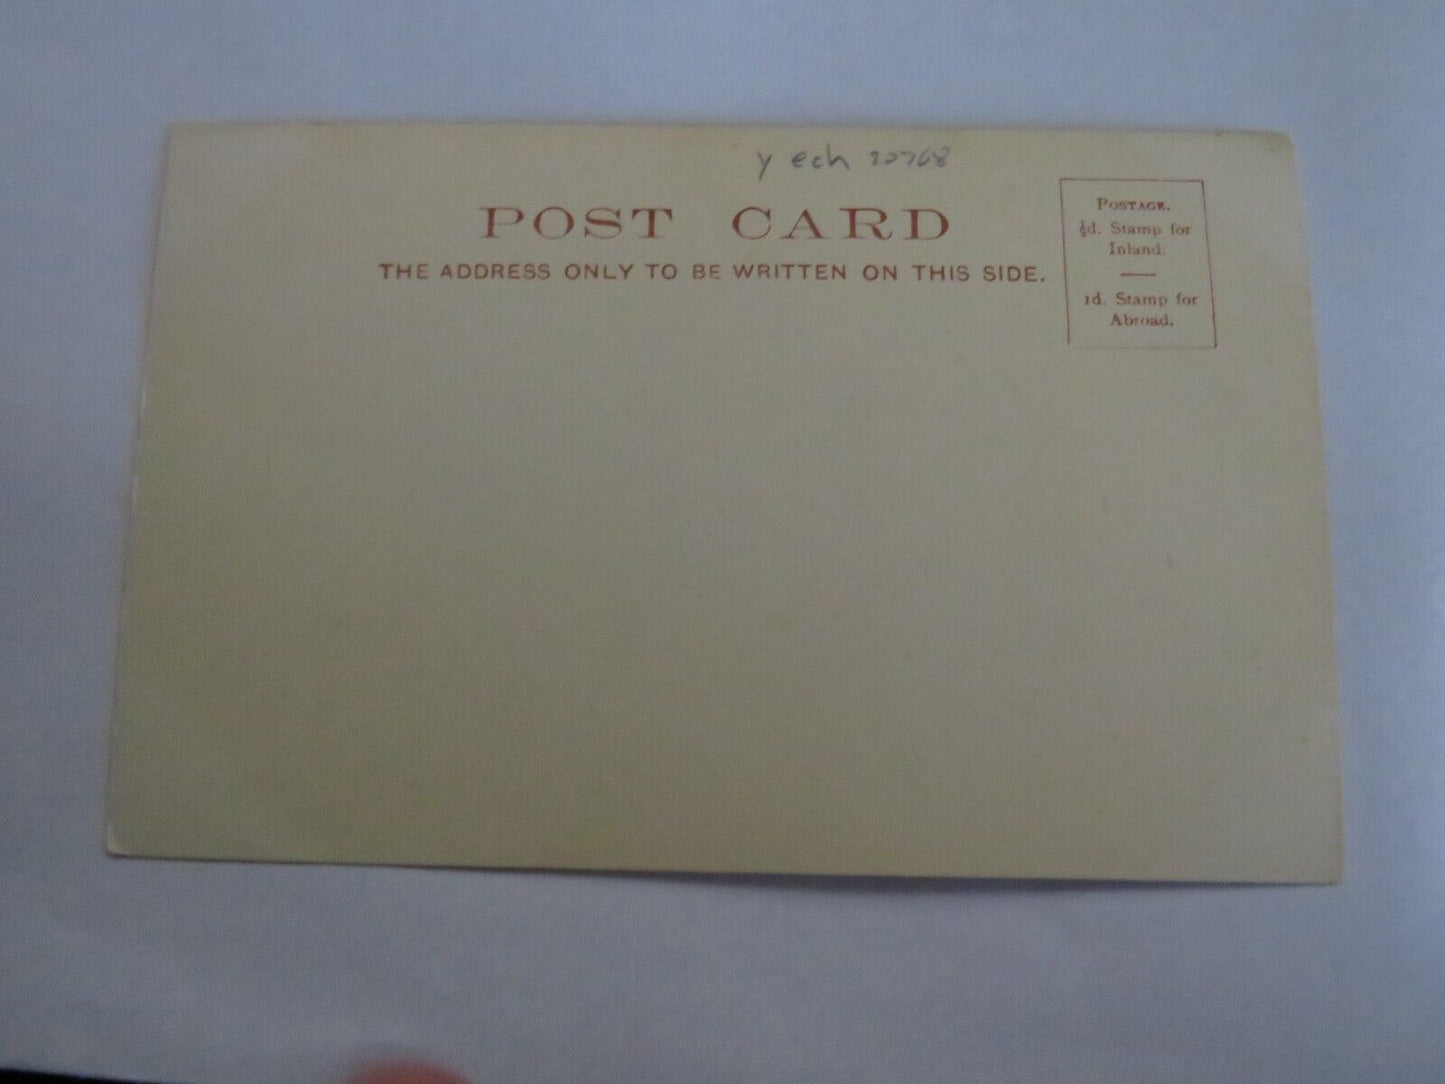 y ech 20768
POST CARD
THE ADDRESS ONLY TO BE WRITTEN ON THIS SIDE.
POSTAGE.
½d. Stamp for
Inland.
1d. Stamp for
Abroad.